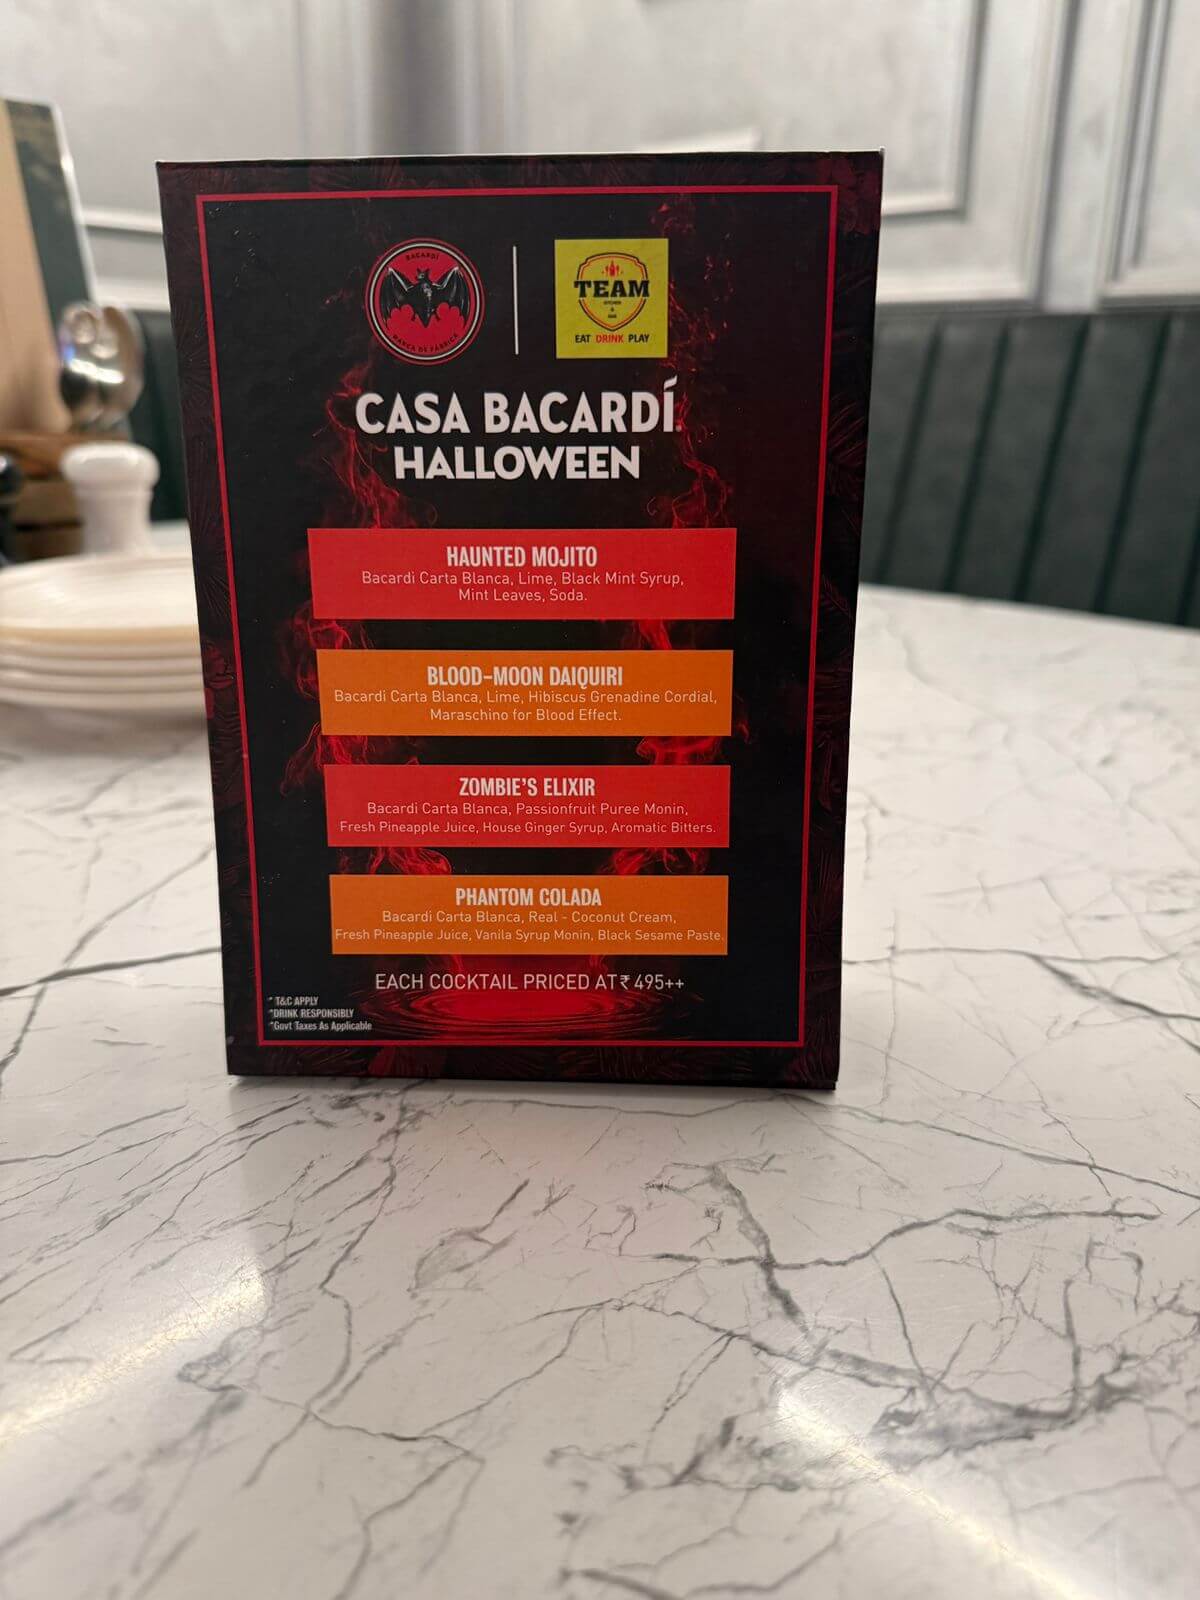 BACARDÍ
MARCA DE FÁBRICA
TEAM
KITCHEN
&
BAR
EAT DRINK PLAY
CASA BACARDÍ.
HALLOWEEN
HAUNTED MOJITO
Bacardi Carta Blanca, Lime, Black Mint Syrup,
Mint Leaves, Soda.
BLOOD-MOON DAIQUIRI
Bacardi Carta Blanca, Lime, Hibiscus Grenadine Cordial,
Maraschino for Blood Effect.
ZOMBIE'S ELIXIR
Bacardi Carta Blanca, Passionfruit Puree Monin,
Fresh Pineapple Juice, House Ginger Syrup, Aromatic Bitters.
PHANTOM COLADA
Bacardi Carta Blanca, Real - Coconut Cream,
Fresh Pineapple Juice, Vanila Syrup Monin, Black Sesame Paste.
EACH COCKTAIL PRICED AT ₹ 495++
* T&C APPLY
*DRINK RESPONSIBLY
*Govt Taxes As Applicable